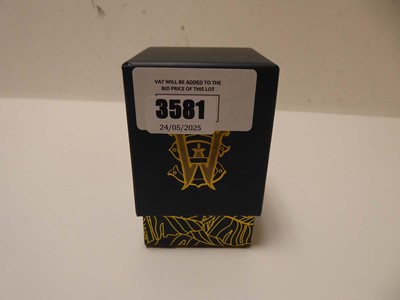 VAT WILL BE ADDED TO THE
BID PRICE OF THIS LOT
3581
24/05/2025